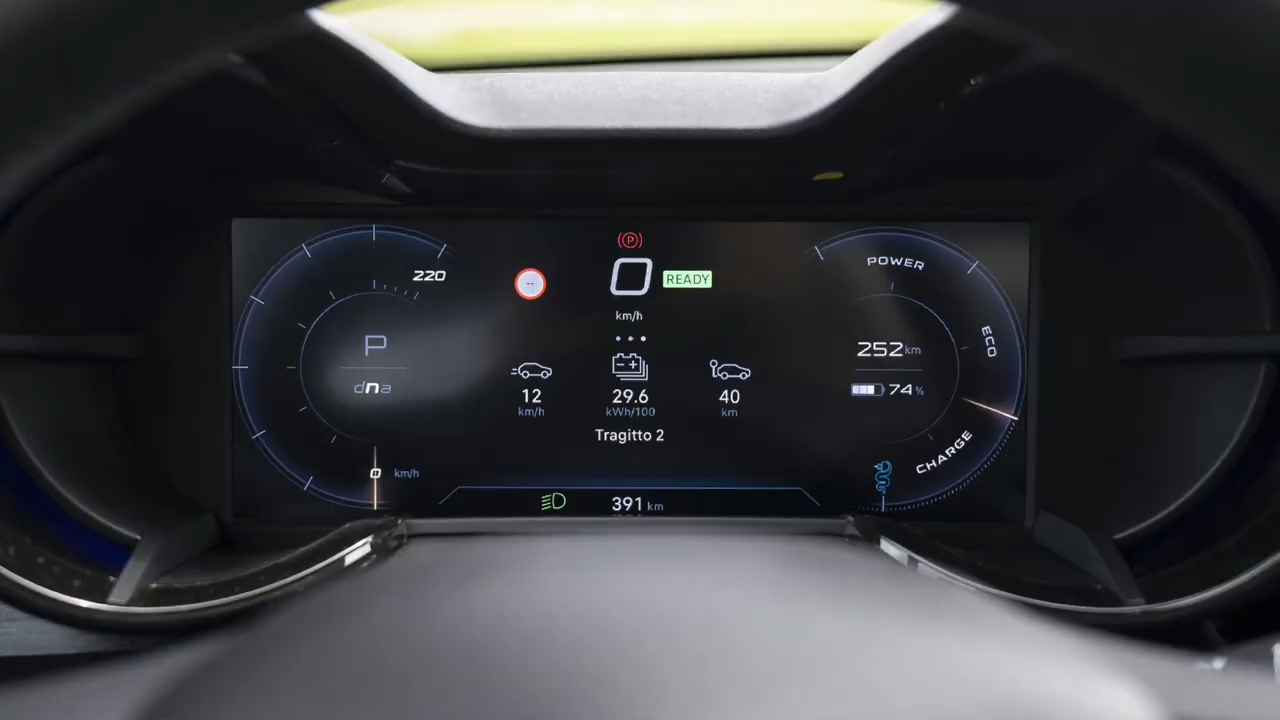 220
P
dna
0 km/h
(P)
--
0 READY
km/h
12
km/h
29.6
kWh/100
40
km
Tragitto 2
391 km
POWER
ECO
CHARGE
252 km
74 %